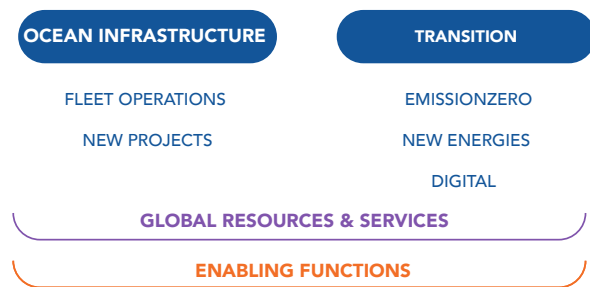 OCEAN INFRASTRUCTURE
FLEET OPERATIONS
NEW PROJECTS
TRANSITION
EMISSIONZERO
NEW ENERGIES
DIGITAL
GLOBAL RESOURCES & SERVICES
ENABLING FUNCTIONS